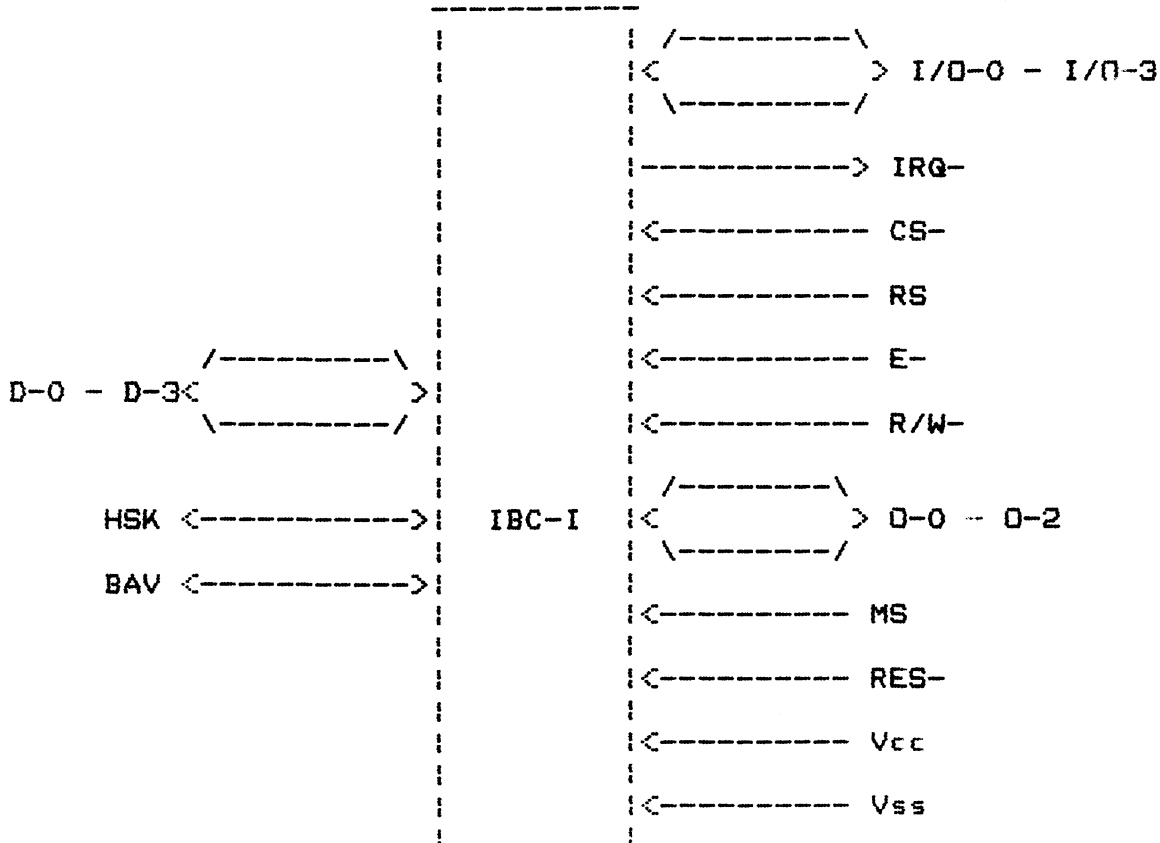 I/O-0 - I/O-3
IRQ-
CS-
RS
E-
D-0 - D-3
R/W-
HSK
IBC-I
O-0 - O-2
BAV
MS
RES-
Vcc
Vss